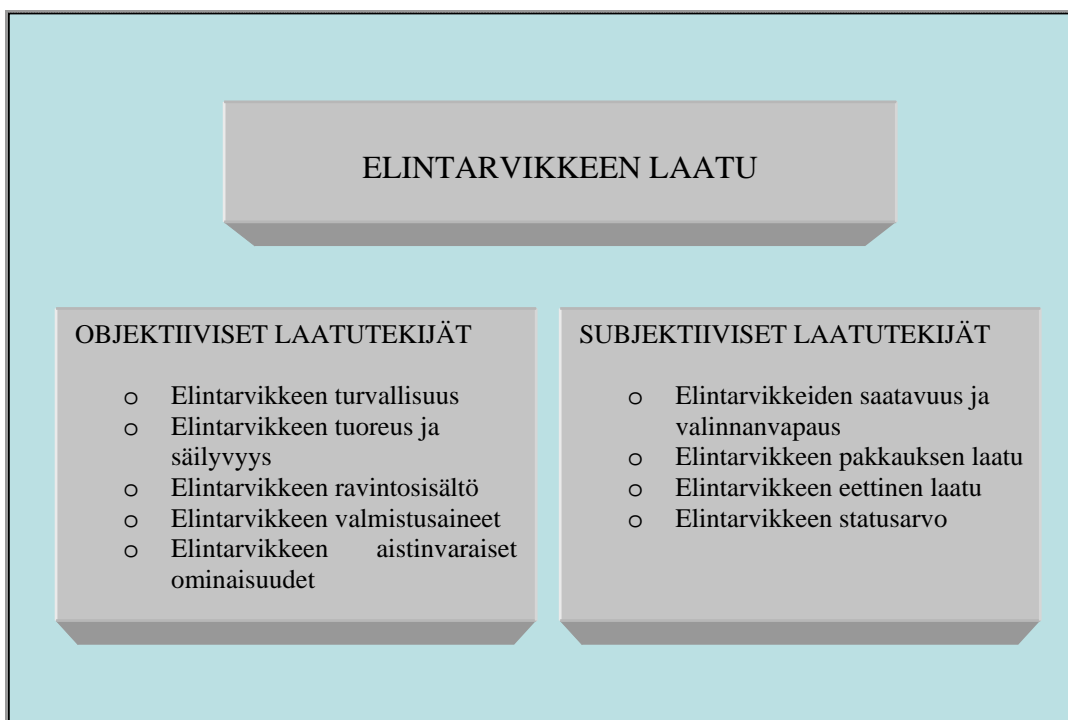 ELINTARVIKKEEN LAATU
OBJEKTIIVISET LAATUTEKIJÄT
o Elintarvikkeen turvallisuus
o Elintarvikkeen tuoreus ja
säilyvyys
o Elintarvikkeen ravintosisältö
o Elintarvikkeen valmistusaineet
o Elintarvikkeen aistinvaraiset
ominaisuudet
SUBJEKTIIVISET LAATUTEKIJÄT
o Elintarvikkeiden saatavuus ja
valinnanvapaus
o Elintarvikkeen pakkauksen laatu
o Elintarvikkeen eettinen laatu
o Elintarvikkeen statusarvo